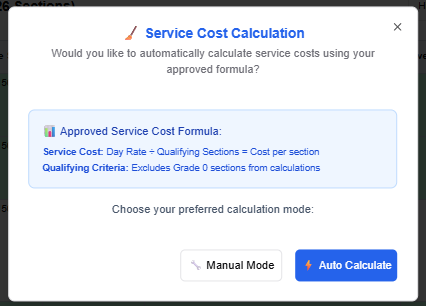 26 Sections)
Service Cost Calculation
Would you like to automatically calculate service costs using your
approved formula?
Approved Service Cost Formula:
Service Cost: Day Rate ÷ Qualifying Sections = Cost per section
Qualifying Criteria: Excludes Grade 0 sections from calculations
Choose your preferred calculation mode:
Manual Mode
Auto Calculate